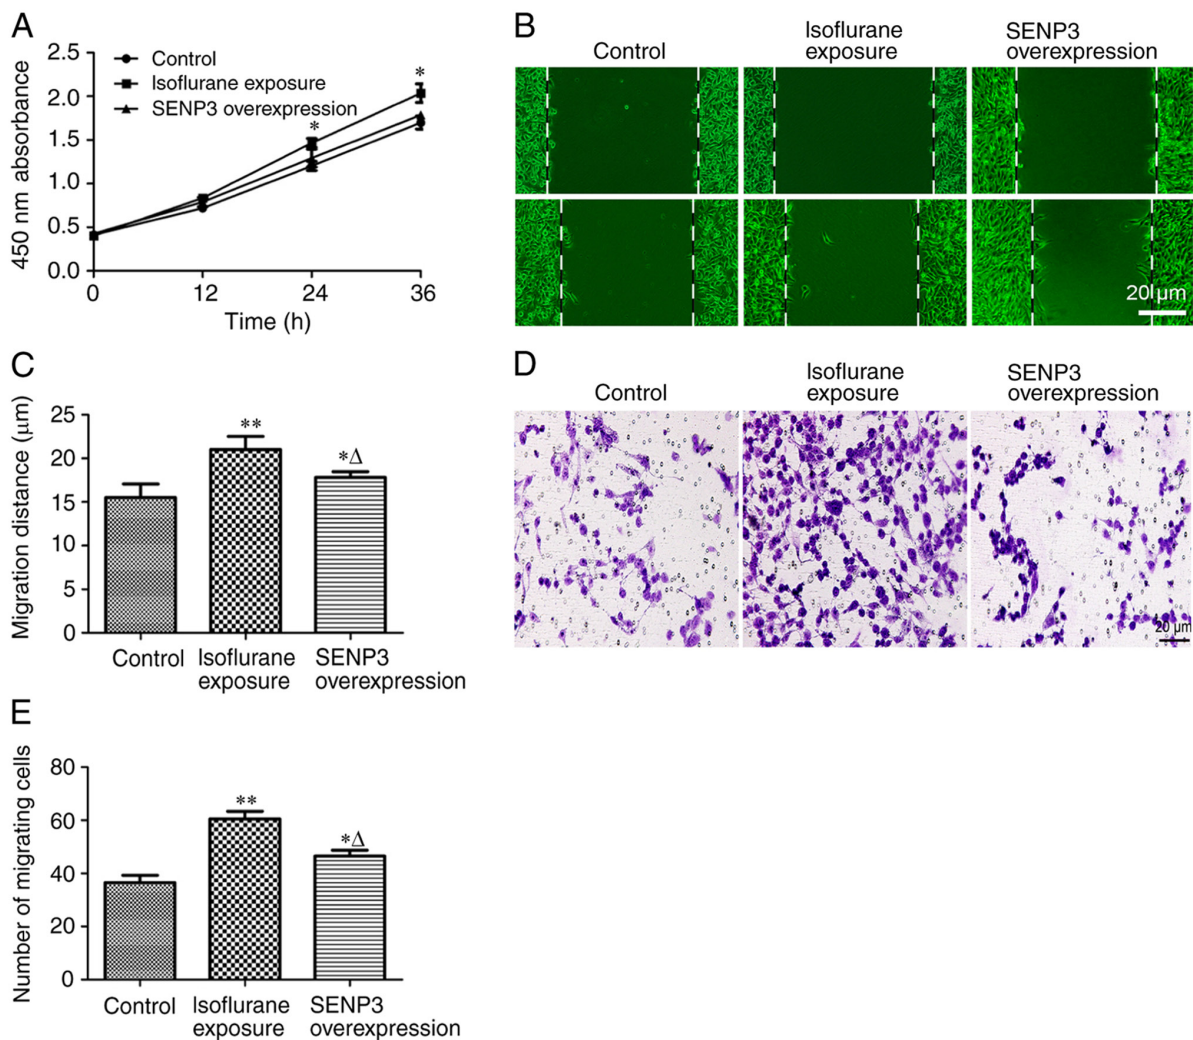 A
2.5
2.0
1.5
1.0
0.5
0.0
450 nm absorbance
Control
Isoflurane exposure
SENP3 overexpression
*
*
0
12
24
36
Time (h)
B
Control
Isoflurane
exposure
SENP3
overexpression
20 µm
C
25
20
15
10
5
0
Migration distance (µm)
**
*Δ
Control
Isoflurane
exposure
SENP3
overexpression
D
Control
Isoflurane
exposure
SENP3
overexpression
20 µm
E
80
60
40
20
0
Number of migrating cells
**
*Δ
Control
Isoflurane
exposure
SENP3
overexpression